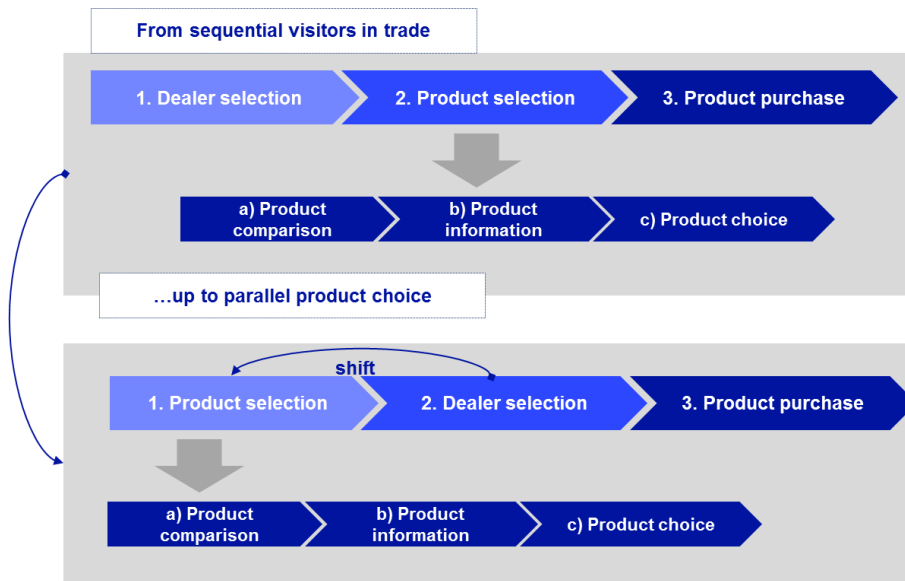 From sequential visitors in trade
1. Dealer selection
2. Product selection
3. Product purchase
a) Product
comparison
b) Product
information
c) Product choice
…up to parallel product choice
shift
1. Product selection
2. Dealer selection
3. Product purchase
a) Product
comparison
b) Product
information
c) Product choice